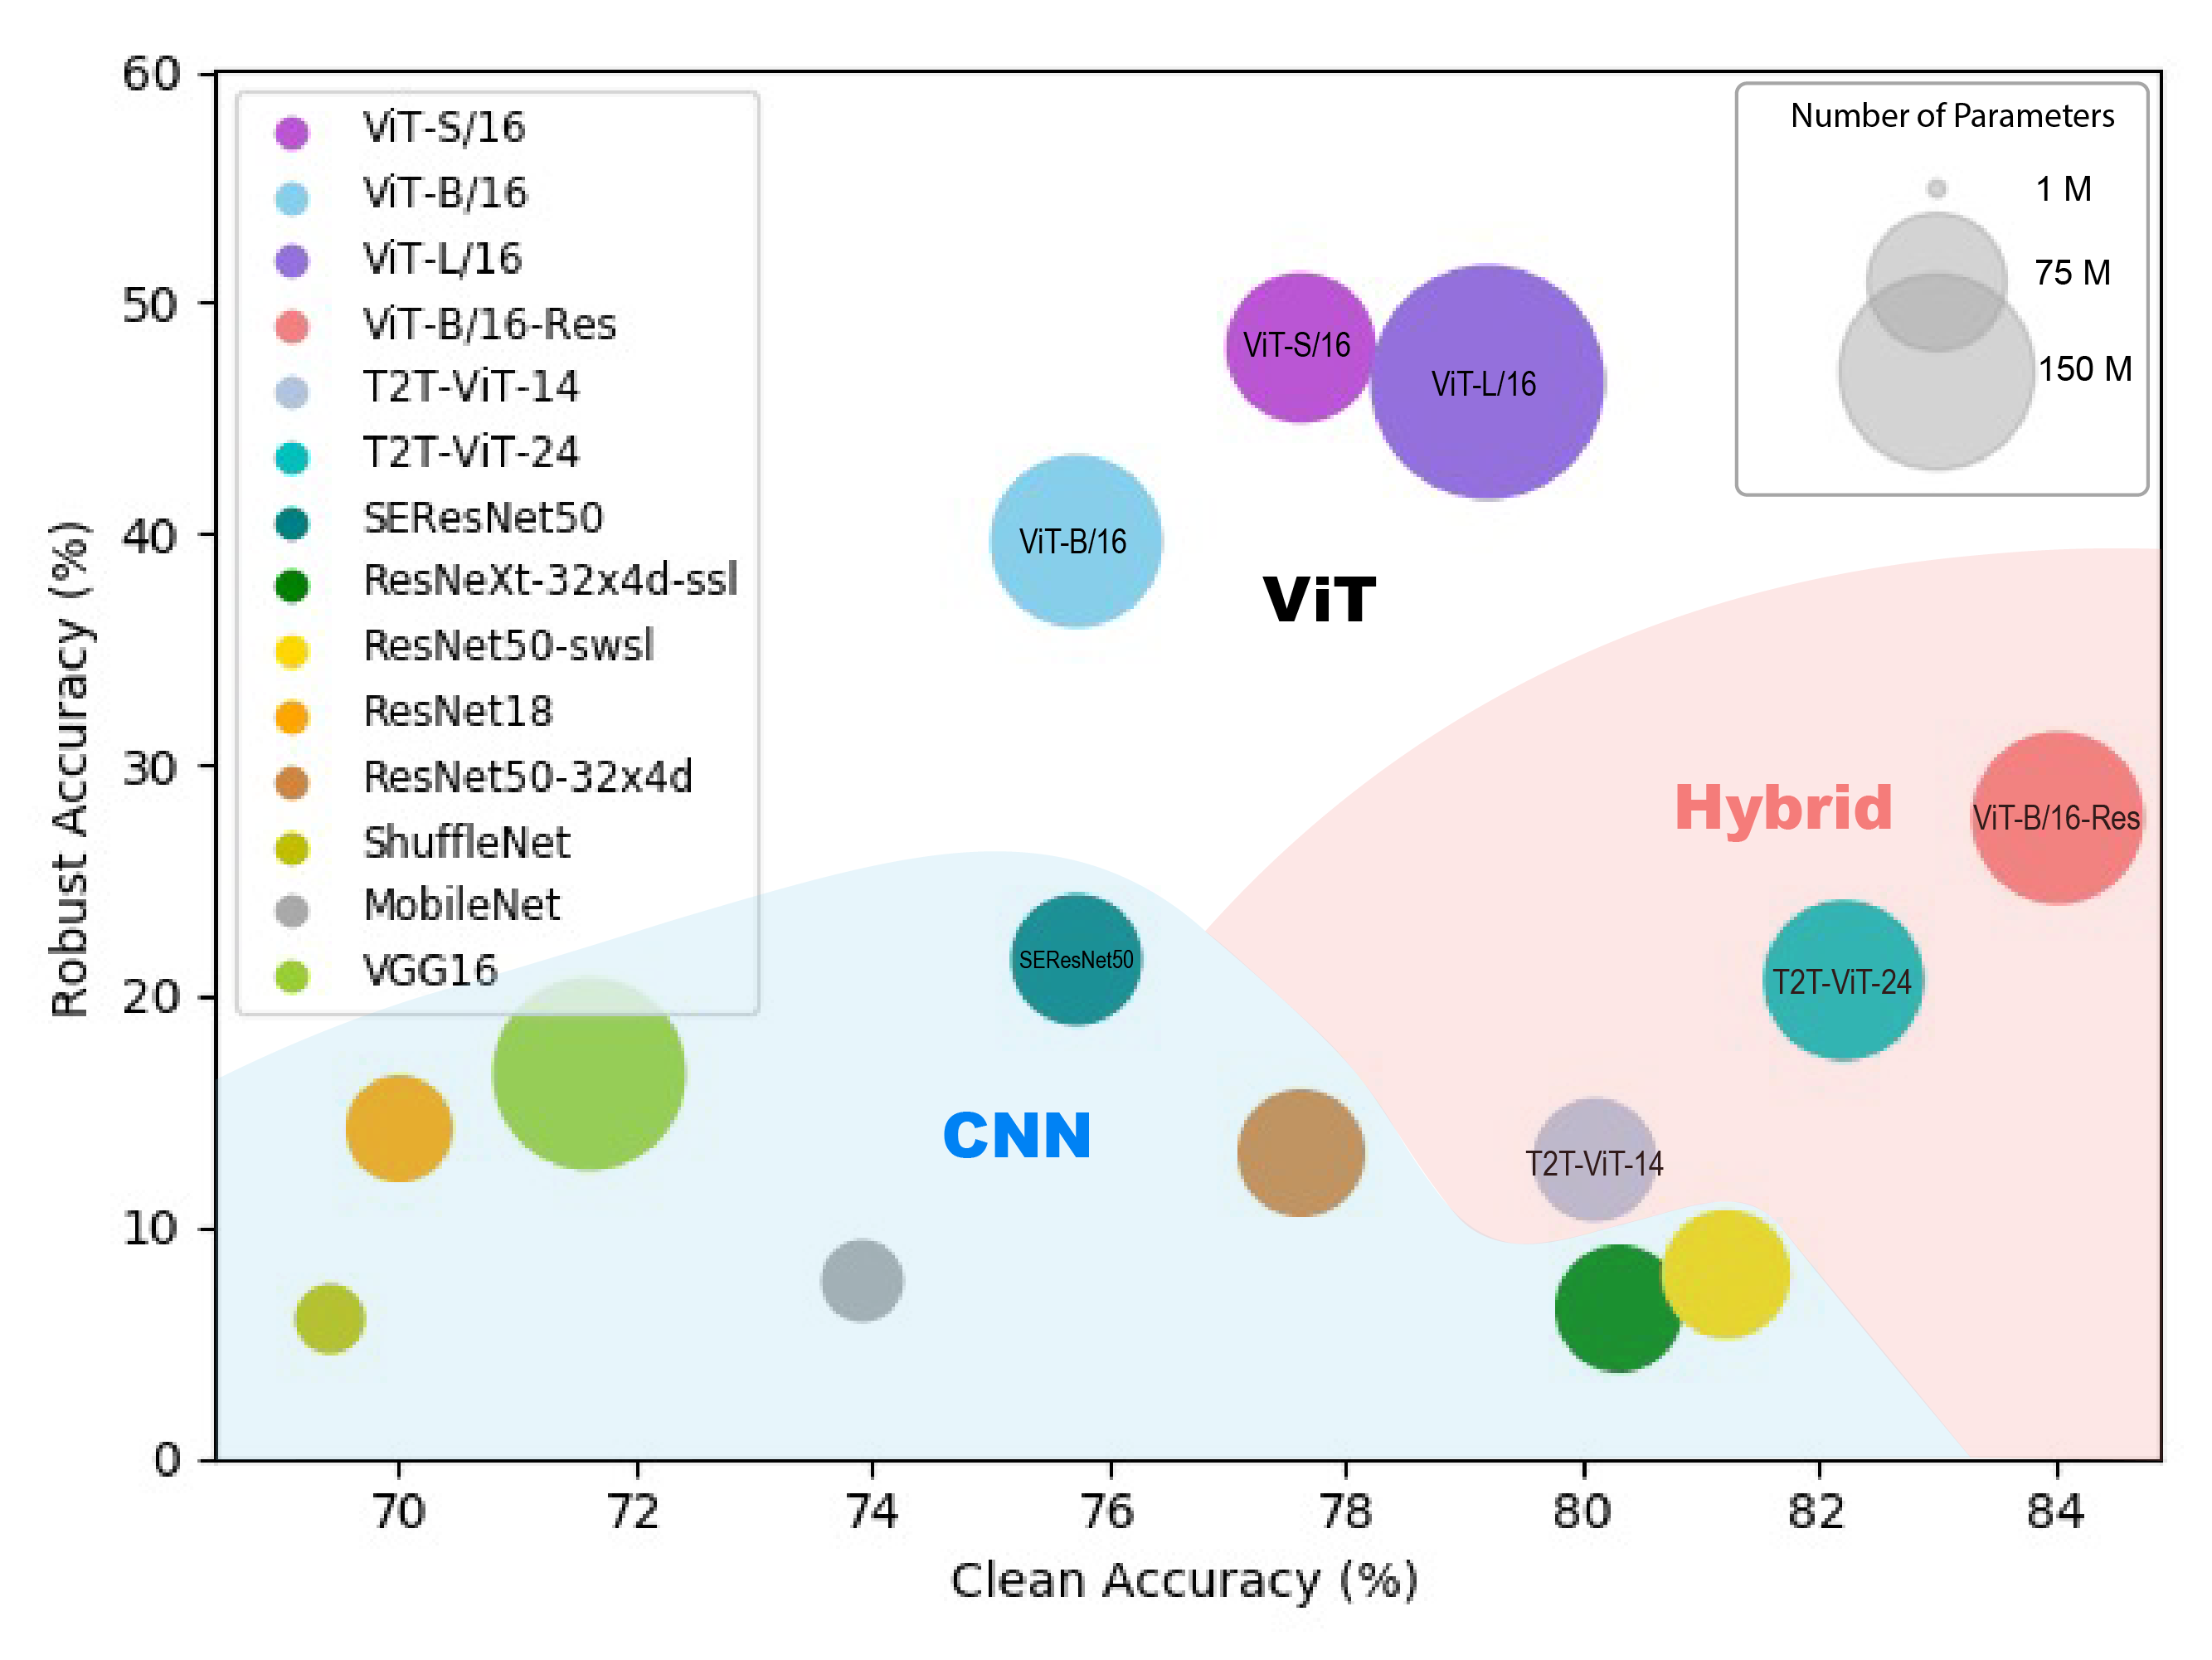 60
50
40
30
20
10
0
Robust Accuracy (%)
ViT-S/16
ViT-B/16
ViT-L/16
ViT-B/16-Res
T2T-ViT-14
T2T-ViT-24
SEResNet50
ResNeXt-32x4d-ssl
ResNet50-swsl
ResNet18
ResNet50-32x4d
ShuffleNet
MobileNet
VGG16
Number of Parameters
1 M
75 M
150 M
ViT-S/16
ViT-L/16
ViT-B/16
ViT
Hybrid
ViT-B/16-Res
SEResNet50
T2T-ViT-24
CNN
T2T-ViT-14
70 72 74 76 78 80 82 84
Clean Accuracy (%)